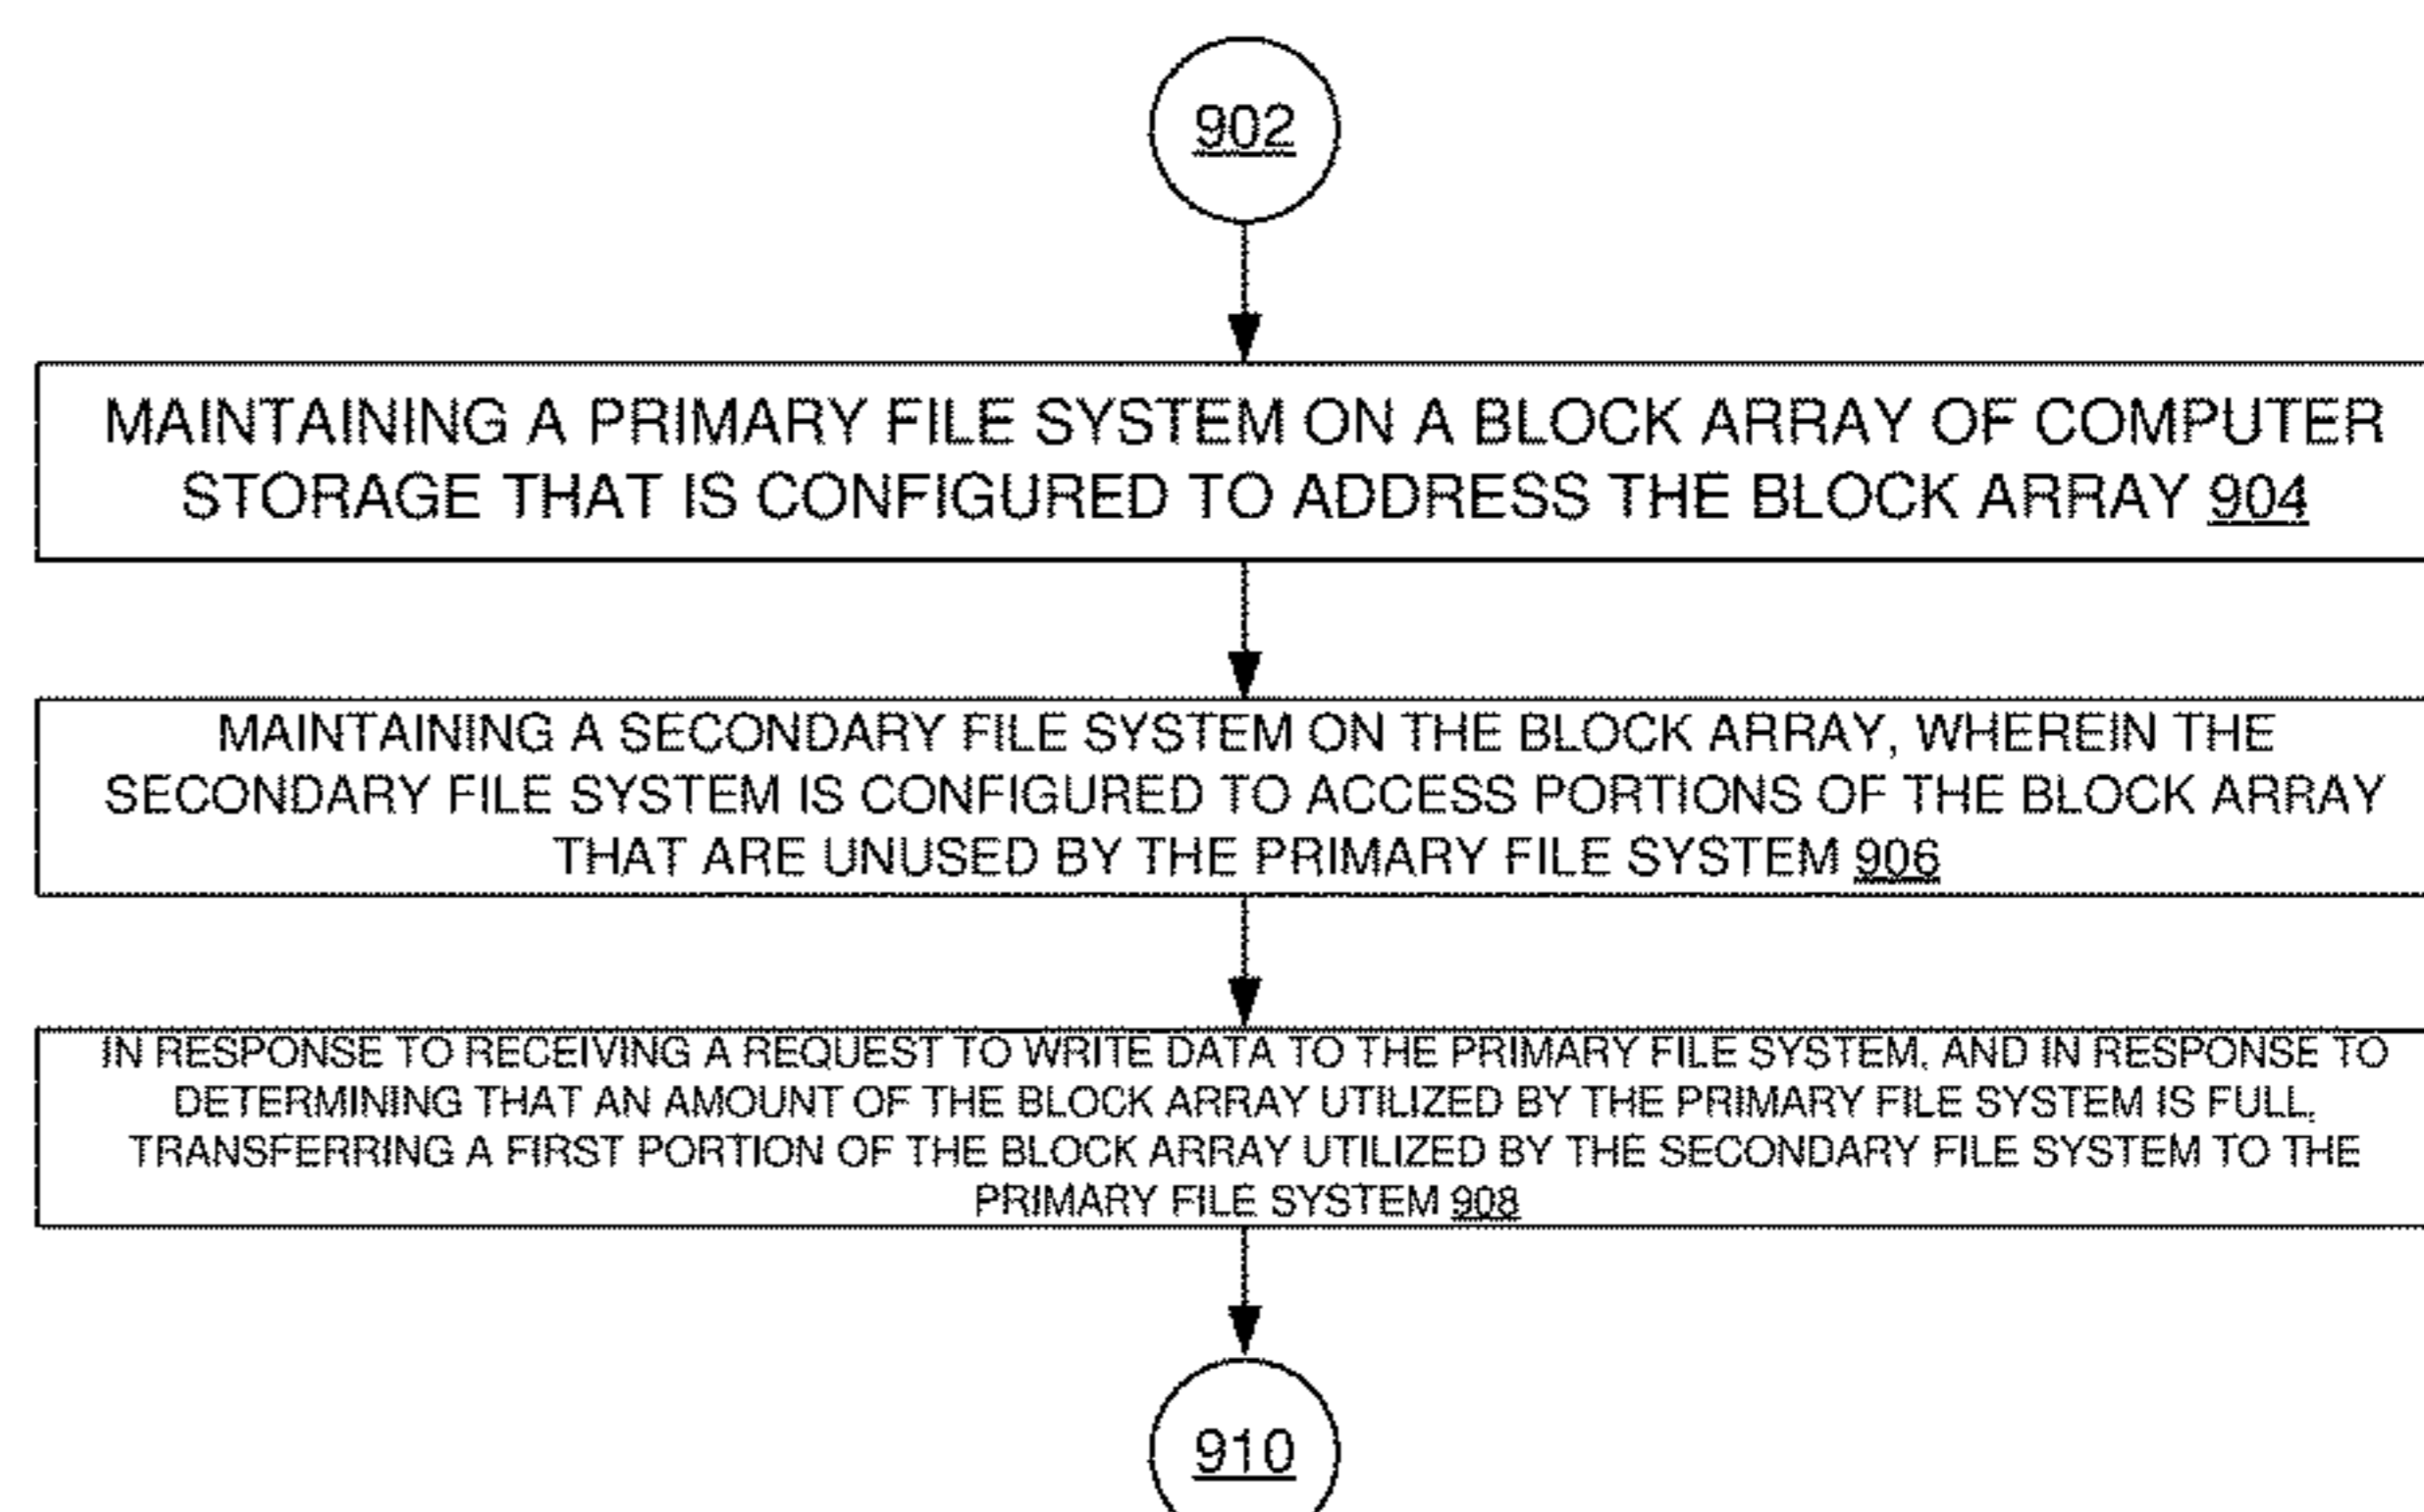 902
MAINTAINING A PRIMARY FILE SYSTEM ON A BLOCK ARRAY OF COMPUTER
STORAGE THAT IS CONFIGURED TO ADDRESS THE BLOCK ARRAY 904
MAINTAINING A SECONDARY FILE SYSTEM ON THE BLOCK ARRAY, WHEREIN THE
SECONDARY FILE SYSTEM IS CONFIGURED TO ACCESS PORTIONS OF THE BLOCK ARRAY
THAT ARE UNUSED BY THE PRIMARY FILE SYSTEM 906
IN RESPONSE TO RECEIVING A REQUEST TO WRITE DATA TO THE PRIMARY FILE SYSTEM, AND IN RESPONSE TO
DETERMINING THAT AN AMOUNT OF THE BLOCK ARRAY UTILIZED BY THE PRIMARY FILE SYSTEM IS FULL,
TRANSFERRING A FIRST PORTION OF THE BLOCK ARRAY UTILIZED BY THE SECONDARY FILE SYSTEM TO THE
PRIMARY FILE SYSTEM 908
910